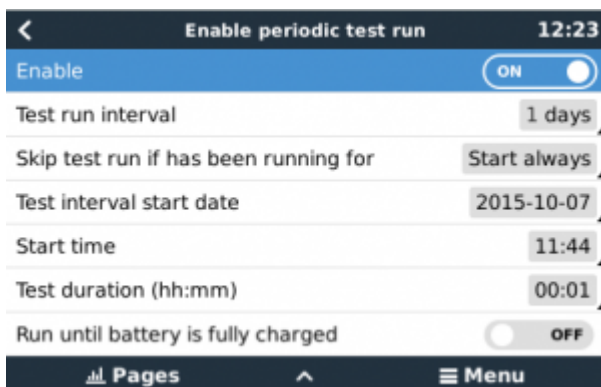 Enable periodic test run 12:23
Enable ON
Test run interval 1 days
Skip test run if has been running for Start always
Test interval start date 2015-10-07
Start time 11:44
Test duration (hh:mm) 00:01
Run until battery is fully charged OFF
Pages Menu